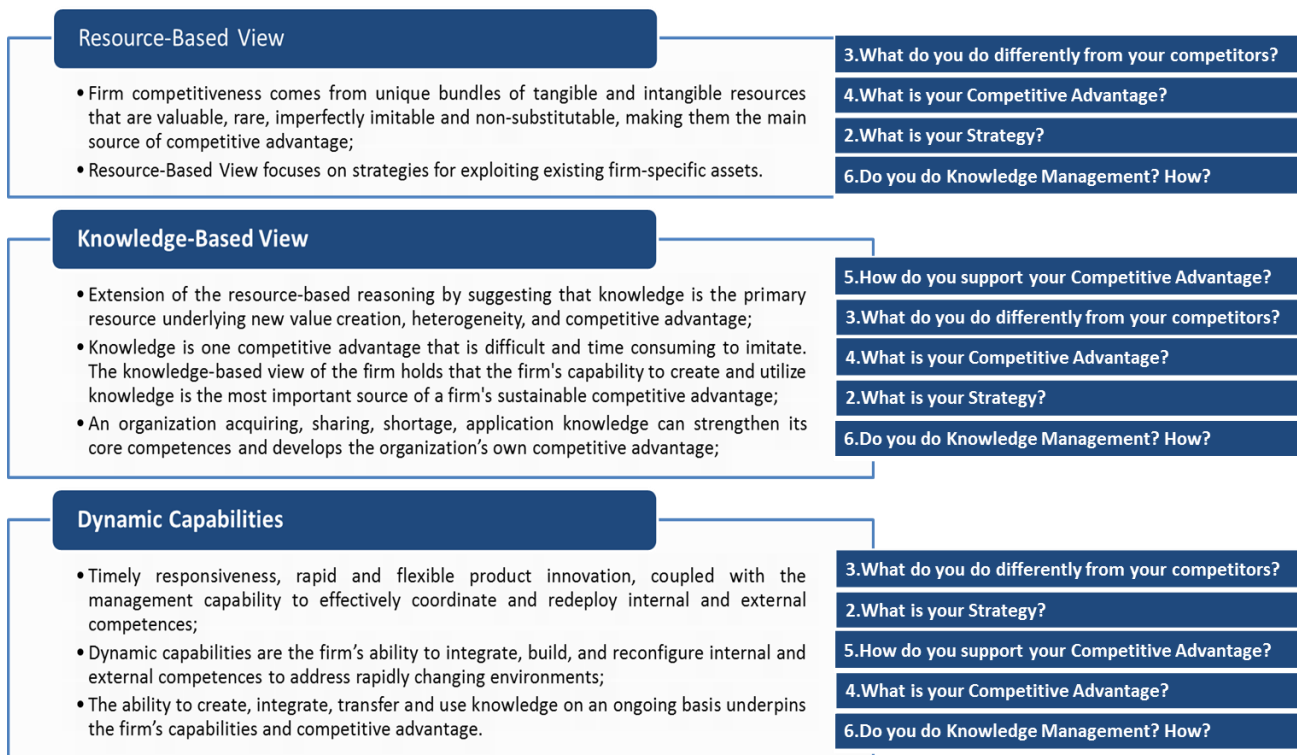 Resource-Based View
• Firm competitiveness comes from unique bundles of tangible and intangible resources
that are valuable, rare, imperfectly imitable and non-substitutable, making them the main
source of competitive advantage;
• Resource-Based View focuses on strategies for exploiting existing firm-specific assets.
3.What do you do differently from your competitors?
4.What is your Competitive Advantage?
2.What is your Strategy?
6.Do you do Knowledge Management? How?
Knowledge-Based View
• Extension of the resource-based reasoning by suggesting that knowledge is the primary
resource underlying new value creation, heterogeneity, and competitive advantage;
• Knowledge is one competitive advantage that is difficult and time consuming to imitate.
The knowledge-based view of the firm holds that the firm's capability to create and utilize
knowledge is the most important source of a firm's sustainable competitive advantage;
• An organization acquiring, sharing, shortage, application knowledge can strengthen its
core competences and develops the organization’s own competitive advantage;
5.How do you support your Competitive Advantage?
3.What do you do differently from your competitors?
4.What is your Competitive Advantage?
2.What is your Strategy?
6.Do you do Knowledge Management? How?
Dynamic Capabilities
• Timely responsiveness, rapid and flexible product innovation, coupled with the
management capability to effectively coordinate and redeploy internal and external
competences;
• Dynamic capabilities are the firm’s ability to integrate, build, and reconfigure internal and
external competences to address rapidly changing environments;
• The ability to create, integrate, transfer and use knowledge on an ongoing basis underpins
the firm’s capabilities and competitive advantage.
3.What do you do differently from your competitors?
2.What is your Strategy?
5.How do you support your Competitive Advantage?
4.What is your Competitive Advantage?
6.Do you do Knowledge Management? How?